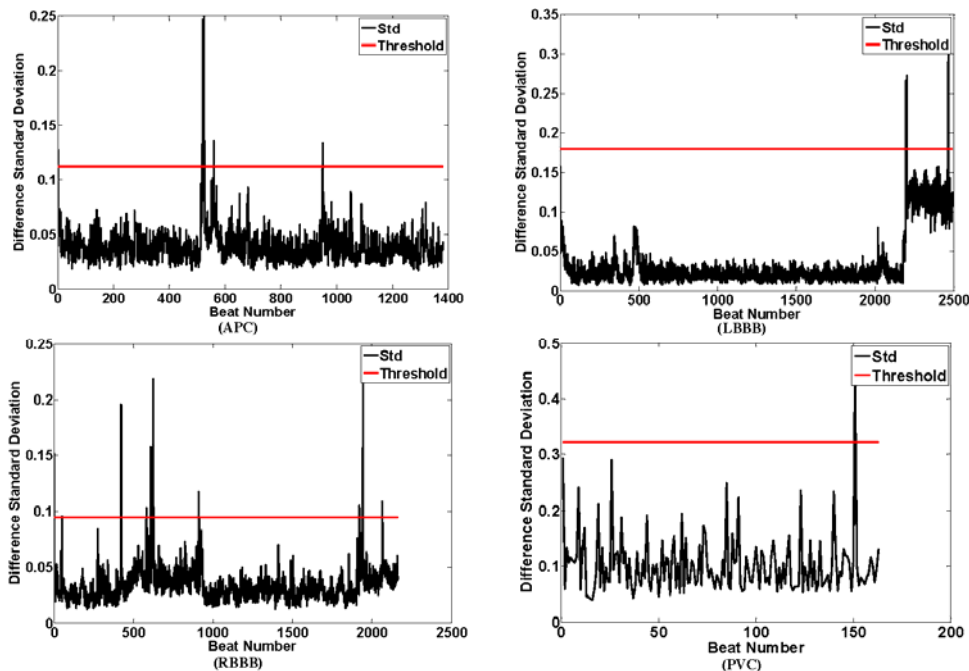 0.25
0.2
0.15
0.1
0.05
0
Difference Standard Deviation
Std
Threshold
0 200 400 600 800 1000 1200 1400
Beat Number
(APC)
0.35
0.3
0.25
0.2
0.15
0.1
0.05
0
Difference Standard Deviation
Std
Threshold
0 500 1000 1500 2000 2500
Beat Number
(LBBB)
0.25
0.2
0.15
0.1
0.05
0
Difference Standard Deviation
Std
Threshold
0 500 1000 1500 2000 2500
Beat Number
(RBBB)
0.5
0.4
0.3
0.2
0.1
0
Difference Standard Deviation
Std
Threshold
0 50 100 150 200
Beat Number
(PVC)